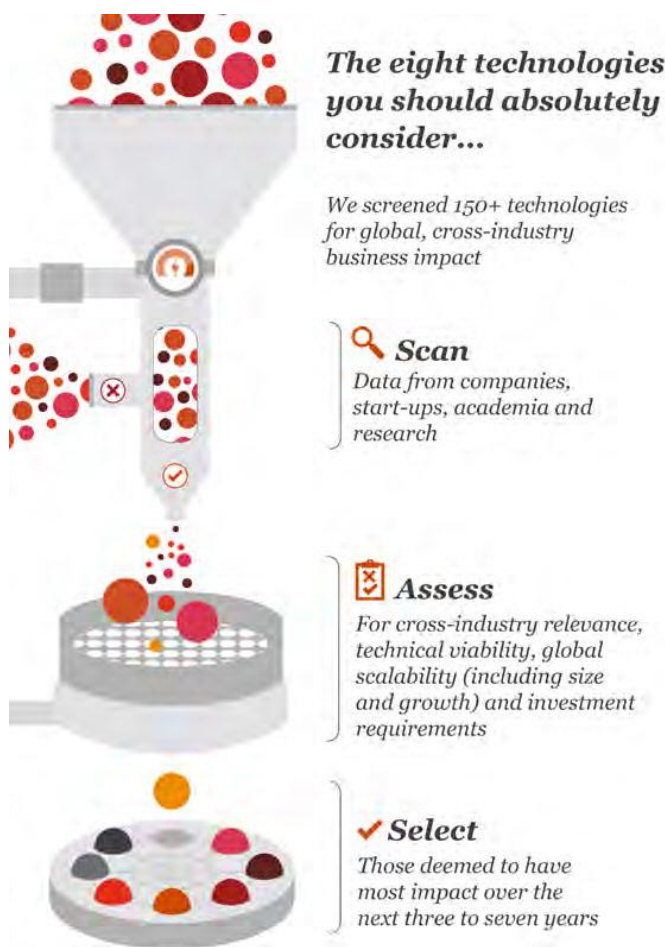 The eight technologies
you should absolutely
consider...
We screened 150+ technologies
for global, cross-industry
business impact
Scan
Data from companies,
start-ups, academia and
research
Assess
For cross-industry relevance,
technical viability, global
scalability (including size
and growth) and investment
requirements
Select
Those deemed to have
most impact over the
next three to seven years